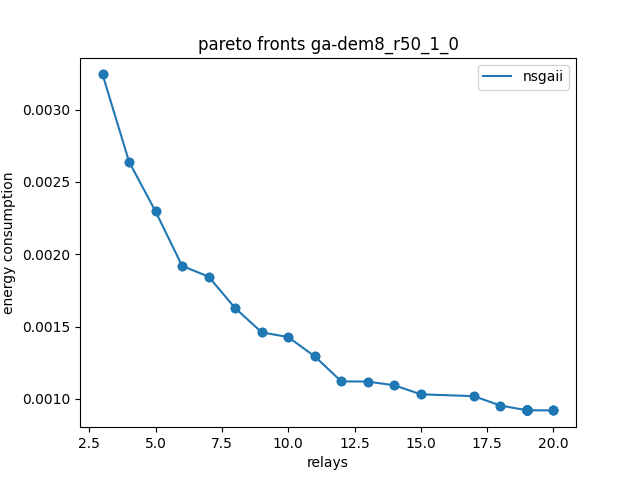 pareto fronts ga-dem8_r50_1_0
nsgaii
energy consumption
0.0030
0.0025
0.0020
0.0015
0.0010
2.5 5.0 7.5 10.0 12.5 15.0 17.5 20.0
relays